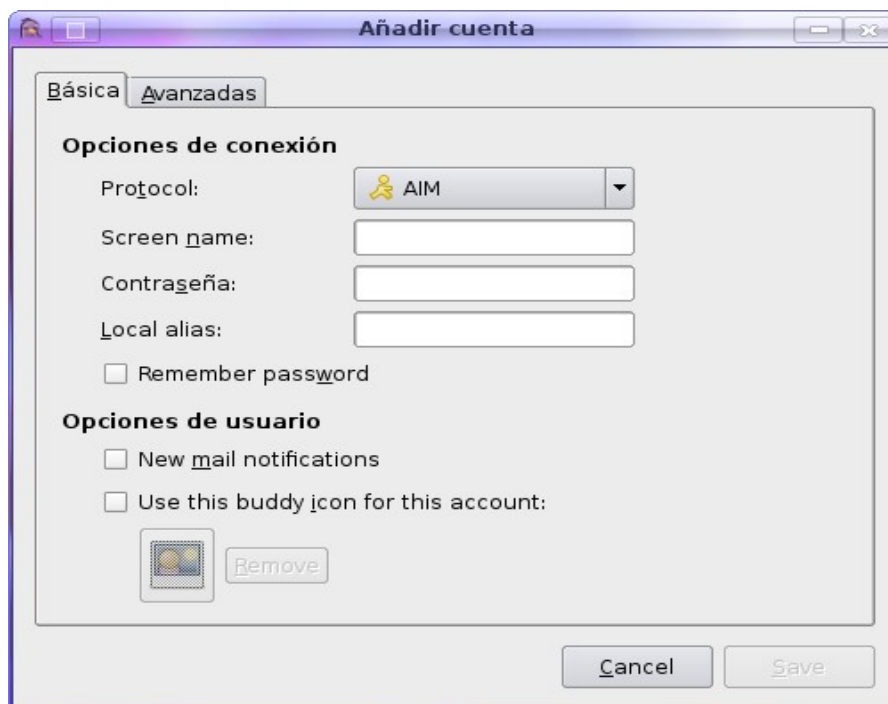 Añadir cuenta
Básica Avanzadas
Opciones de conexión
Protocol: AIM
Screen name:
Contraseña:
Local alias:
Remember password
Opciones de usuario
New mail notifications
Use this buddy icon for this account:
Remove
Cancel Save